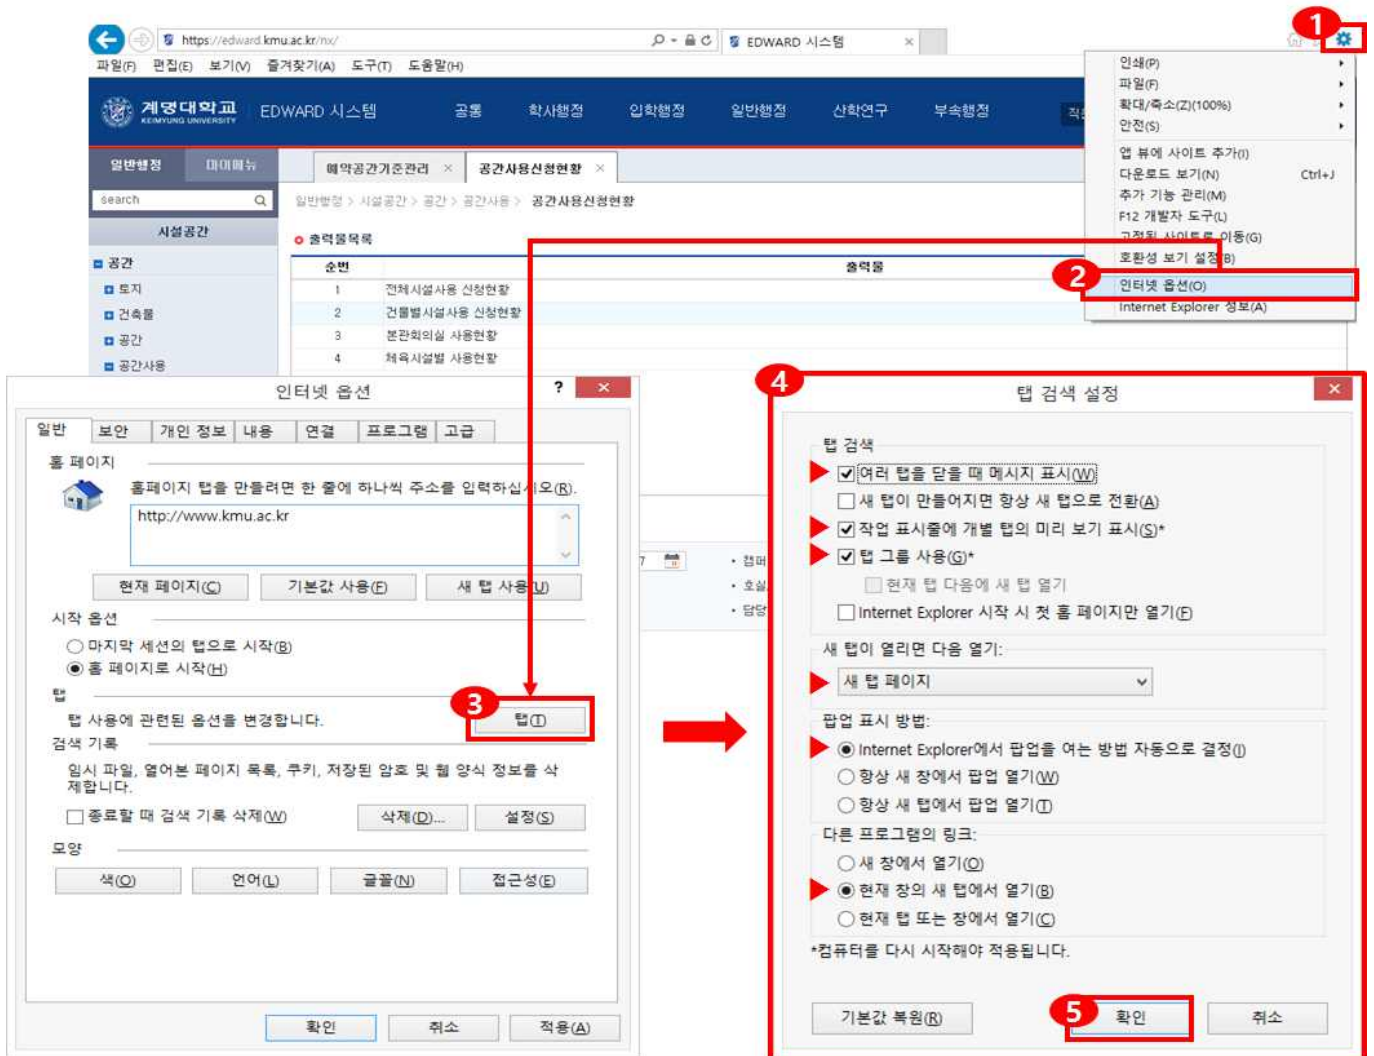 1
https://edward.kmu.ac.kr/nx/
EDWARD 시스템
파일(F) 편집(E) 보기(V) 즐겨찾기(A) 도구(T) 도움말(H)
계명대학교
KEIMYUNG UNIVERSITY
EDWARD 시스템 공통 학사행정 입학행정 일반행정 산학연구 부속행정
인쇄(P)
파일(F)
확대/축소(Z)(100%)
안전(S)
앱 뷰에 사이트 추가(I)
다운로드 보기(N) Ctrl+J
추가 기능 관리(M)
F12 개발자 도구(L)
고정된 사이트로 이동(G)
호환성 보기 설정(B)
2
인터넷 옵션(O)
Internet Explorer 정보(A)
일반행정 마이메뉴 예약공간기준관리 공간사용신청현황
search
일반행정 > 시설공간 > 공간 > 공간사용 > 공간사용신청현황
시설공간
출력물목록
공간
순번 출력물
토지
1 전체시설사용 신청현황
건축물
2 건물별시설사용 신청현황
공간
3 본관회의실 사용현황
공간사용
4 체육시설별 사용현황
인터넷 옵션 ?
일반 보안 개인 정보 내용 연결 프로그램 고급
홈 페이지
홈페이지 탭을 만들려면 한 줄에 하나씩 주소를 입력하십시오(R).
http://www.kmu.ac.kr
현재 페이지(C) 기본값 사용(F) 새 탭 사용(U)
시작 옵션
마지막 세션의 탭으로 시작(B)
홈 페이지로 시작(H)
탭
3
탭 사용에 관련된 옵션을 변경합니다. 탭(T)
검색 기록
임시 파일, 열어본 페이지 목록, 쿠키, 저장된 암호 및 웹 양식 정보를 삭
제합니다.
종료할 때 검색 기록 삭제(W) 삭제(D)... 설정(S)
모양
색(O) 언어(L) 글꼴(N) 접근성(E)
확인 취소 적용(A)
7
4
탭 검색 설정
탭 검색
여러 탭을 닫을 때 메시지 표시(W)
새 탭이 만들어지면 항상 새 탭으로 전환(A)
작업 표시줄에 개별 탭의 미리 보기 표시(S)*
탭 그룹 사용(G)*
현재 탭 다음에 새 탭 열기
Internet Explorer 시작 시 첫 홈 페이지만 열기(F)
새 탭이 열리면 다음 열기:
새 탭 페이지
팝업 표시 방법:
Internet Explorer에서 팝업을 여는 방법 자동으로 결정(I)
항상 새 창에서 팝업 열기(W)
항상 새 탭에서 팝업 열기(T)
다른 프로그램의 링크:
새 창에서 열기(O)
현재 창의 새 탭에서 열기(B)
현재 탭 또는 창에서 열기(C)
*컴퓨터를 다시 시작해야 적용됩니다.
기본값 복원(R) 5 확인 취소